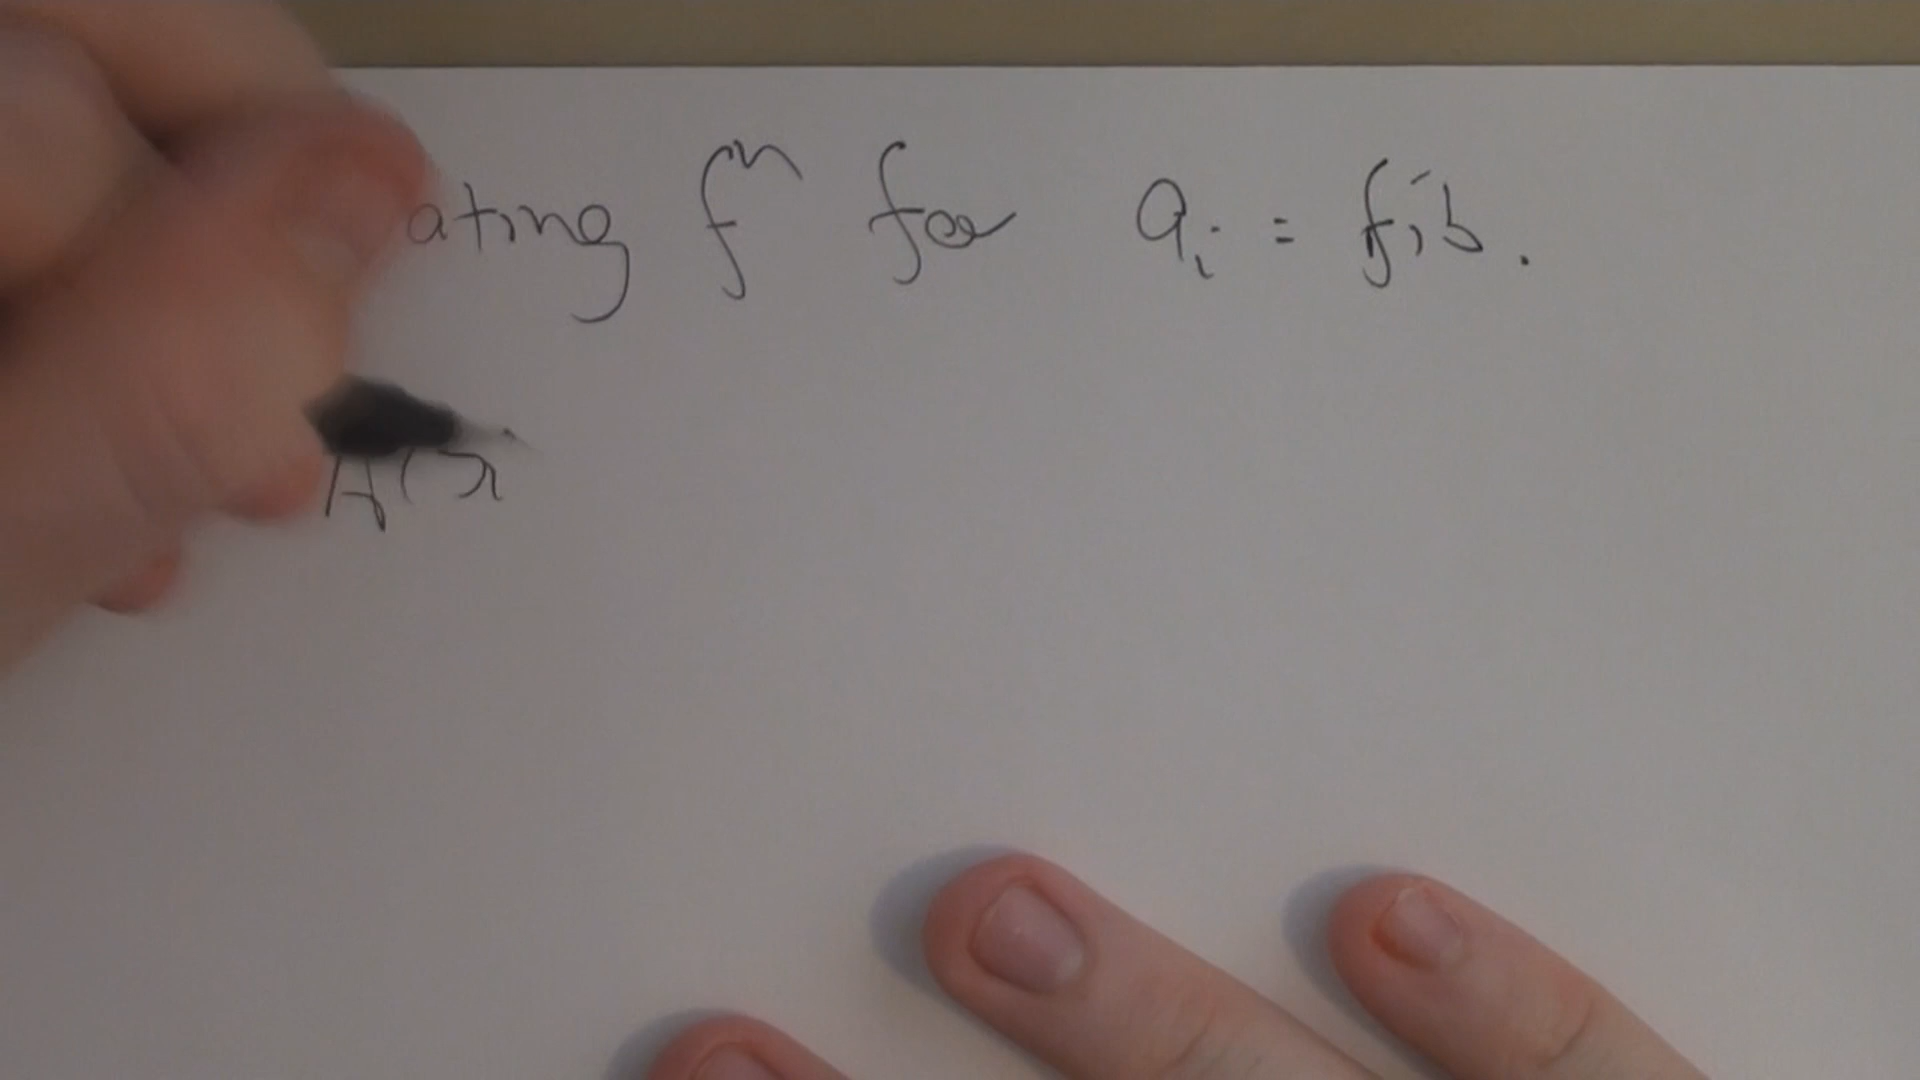 ating fⁿ for aᵢ = fib.
A(x